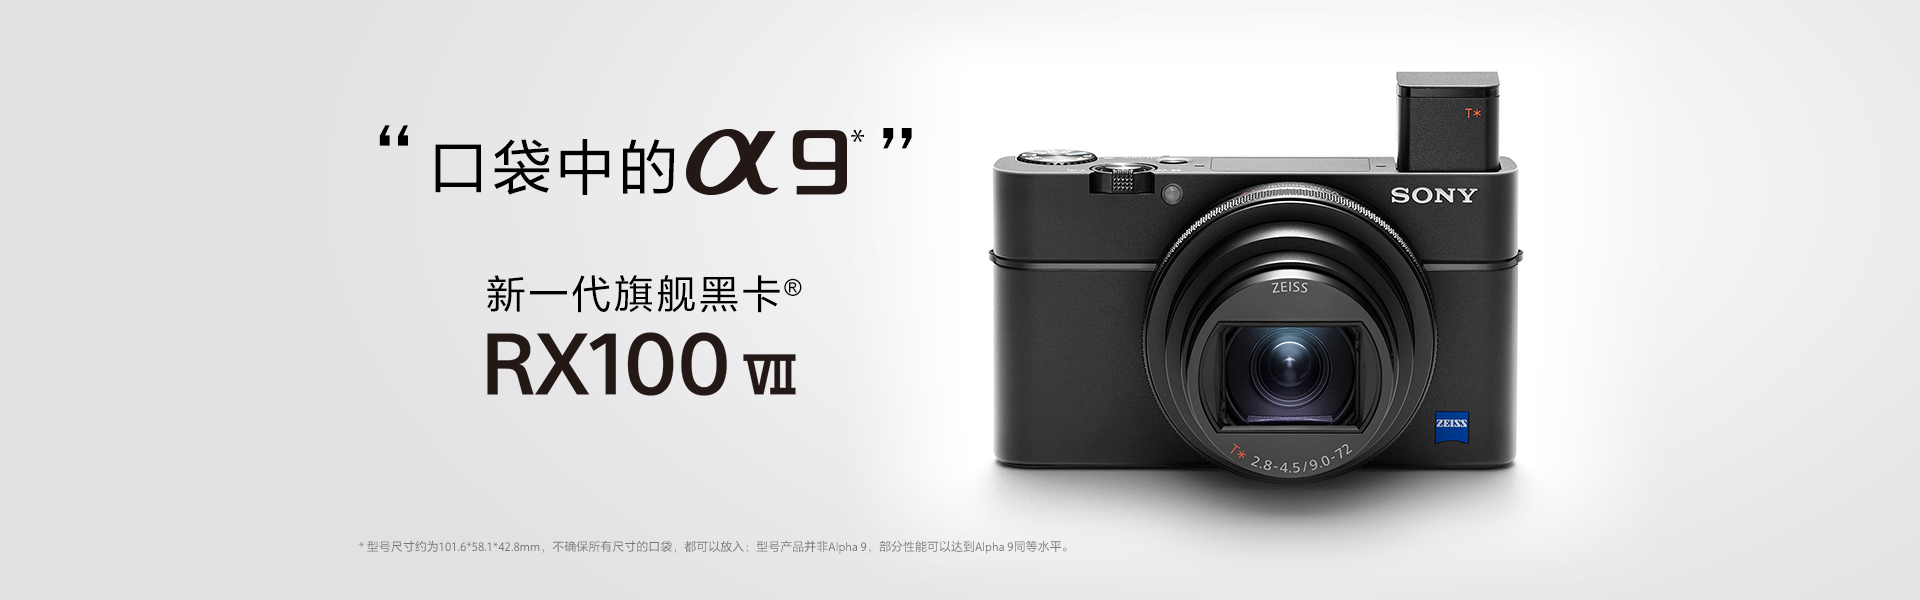 “口袋中的α9*”
新一代旗舰黑卡®
RX100 VII
*型号尺寸约为101.6*58.1*42.8mm，不确保所有尺寸的口袋，都可以放入；型号产品并非Alpha 9，部分性能可以达到Alpha 9同等水平。
T*
SONY
ZEISS
ZEISS
T* 2.8-4.5/9.0-72